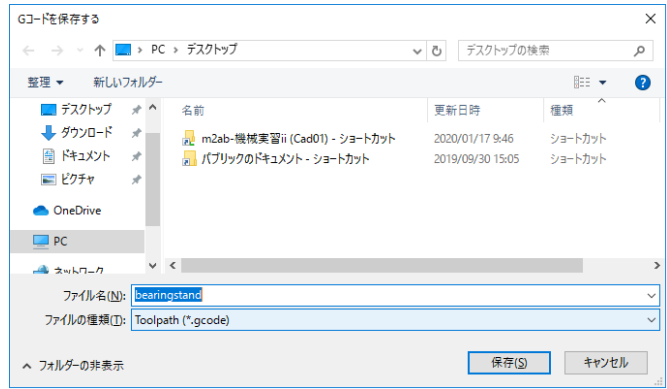 Gコードを保存する
PC › デスクトップ
デスクトップの検索
整理 新しいフォルダー
名前 更新日時 種類
デスクトップ
ダウンロード
ドキュメント
ピクチャ
OneDrive
PC
ネットワーク
m2ab-機械実習ii (Cad01) - ショートカット 2020/01/17 9:46 ショートカット
パブリックのドキュメント - ショートカット 2019/09/30 15:05 ショートカット
ファイル名(N): bearingstand
ファイルの種類(T): Toolpath (*.gcode)
フォルダーの非表示
保存(S) キャンセル